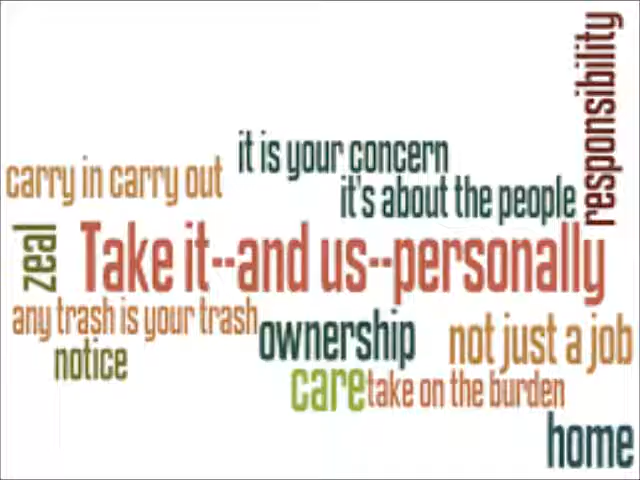 responsibility
it is your concern
carry in carry out
it's about the people
zeal
Take it--and us--personally
any trash is your trash
ownership
not just a job
notice
care
take on the burden
home